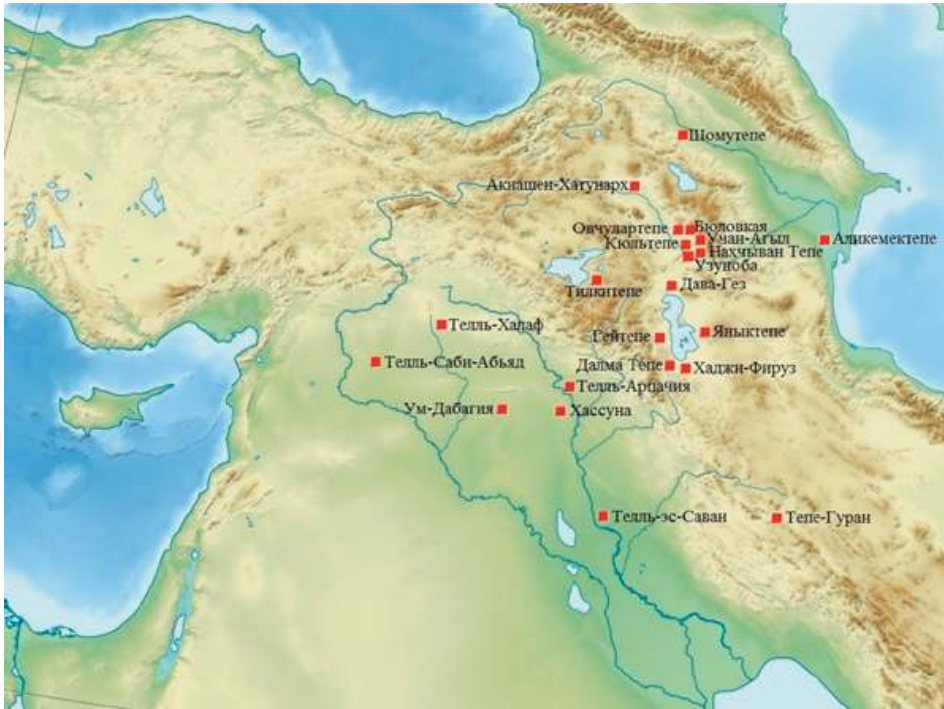 Шомутепе
Акнашен-Хатунарх
Овчулартепе
Бюловкая
Учан-Агыл
Аликемектепе
Кюльтепе
Нахчыван Тепе
Узуноба
Тилкитепе
Дава-Гез
Телль-Халаф
Гейтепе
Яныктепе
Телль-Саби-Абьяд
Далма Тепе
Хаджи-Фируз
Телль-Арпачия
Ум-Дабагия
Хассуна
Телль-эс-Саван
Тепе-Гуран